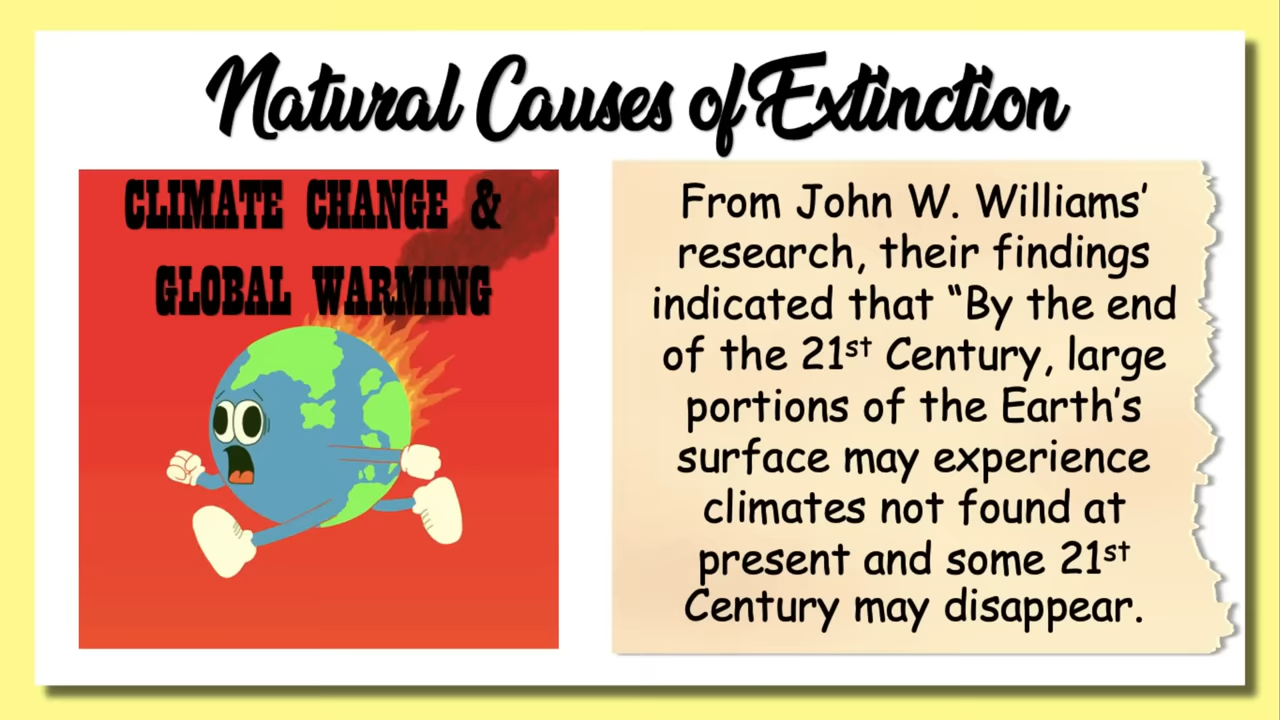 Natural Causes of Extinction
CLIMATE CHANGE &
GLOBAL WARMING
From John W. Williams’
research, their findings
indicated that “By the end
of the 21st Century, large
portions of the Earth’s
surface may experience
climates not found at
present and some 21st
Century may disappear.